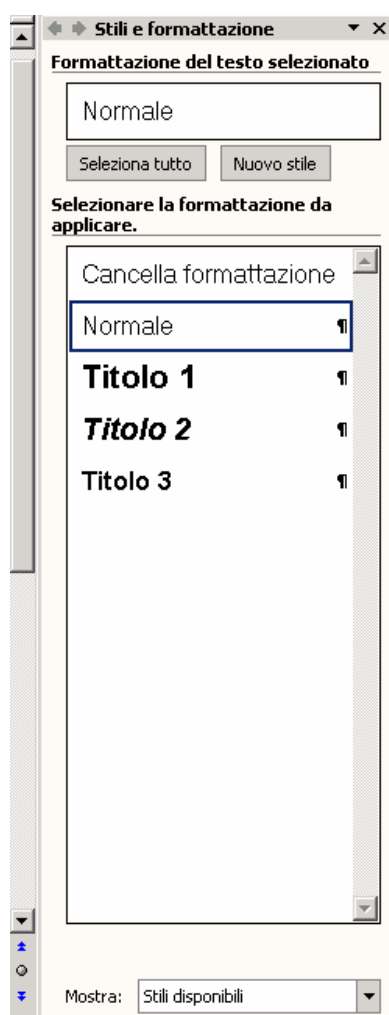 Stili e formattazione
Formattazione del testo selezionato
Normale
Seleziona tutto Nuovo stile
Selezionare la formattazione da
applicare.
Cancella formattazione
Normale ¶
Titolo 1 ¶
Titolo 2 ¶
Titolo 3 ¶
Mostra: Stili disponibili